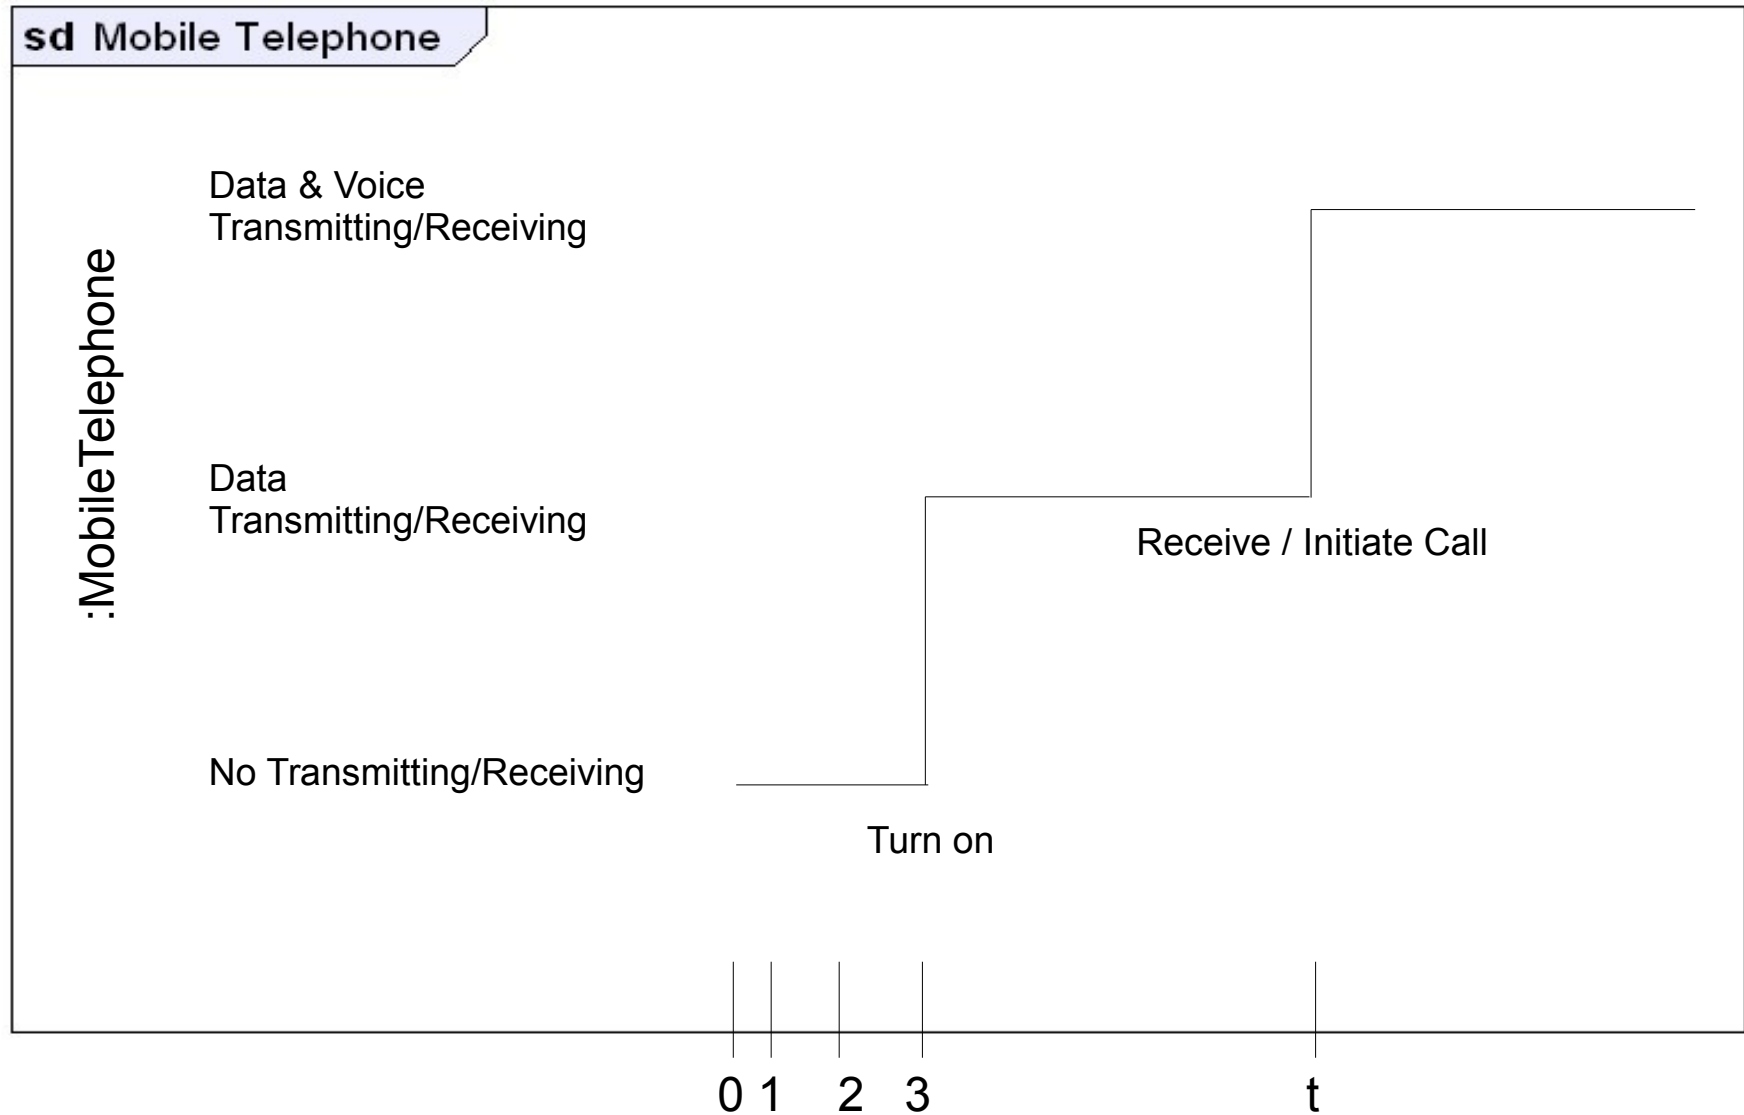 sd Mobile Telephone
:MobileTelephone
Data & Voice
Transmitting/Receiving
Data
Transmitting/Receiving
Receive / Initiate Call
No Transmitting/Receiving
Turn on
0 1 2 3 t